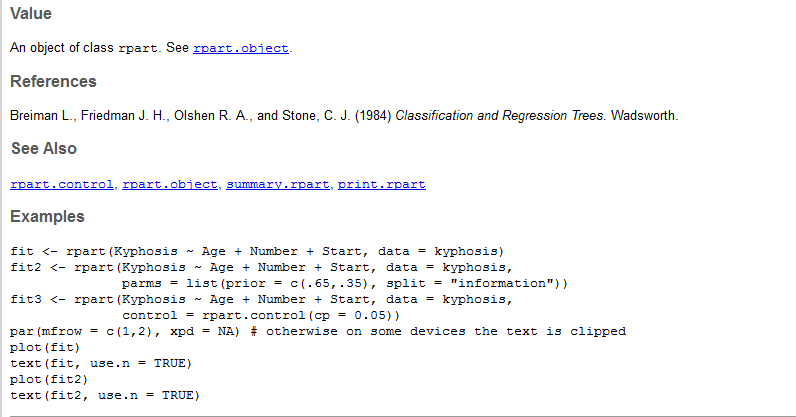 Value
An object of class rpart. See rpart.object.
References
Breiman L., Friedman J. H., Olshen R. A., and Stone, C. J. (1984) Classification and Regression Trees. Wadsworth.
See Also
rpart.control, rpart.object, summary.rpart, print.rpart
Examples
fit <- rpart(Kyphosis ~ Age + Number + Start, data = kyphosis)
fit2 <- rpart(Kyphosis ~ Age + Number + Start, data = kyphosis,
              parms = list(prior = c(.65,.35), split = "information"))
fit3 <- rpart(Kyphosis ~ Age + Number + Start, data = kyphosis,
              control = rpart.control(cp = 0.05))
par(mfrow = c(1,2), xpd = NA) # otherwise on some devices the text is clipped
plot(fit)
text(fit, use.n = TRUE)
plot(fit2)
text(fit2, use.n = TRUE)